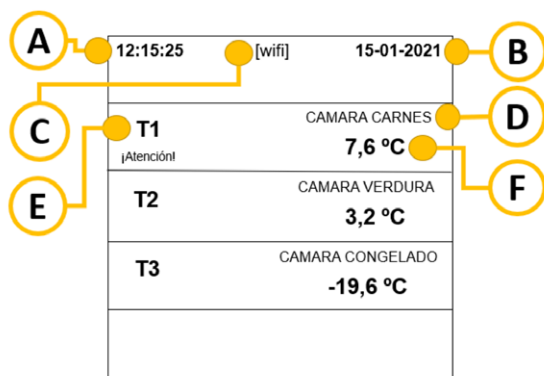 A
B
C
D
E
F
12:15:25 [wifi] 15-01-2021
T1 CAMARA CARNES
¡Atención! 7,6 ºC
T2 CAMARA VERDURA
3,2 ºC
T3 CAMARA CONGELADO
-19,6 ºC